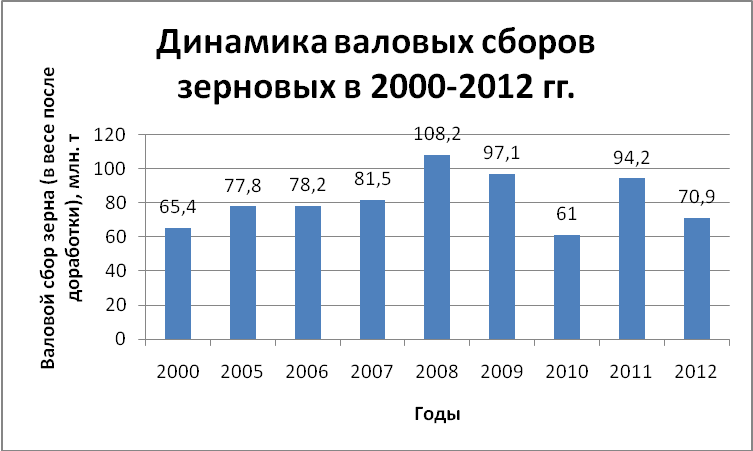 Динамика валовых сборов
зерновых в 2000-2012 гг.
Валовой сбор зерна (в весе после
доработки), млн. т
120
100
80
60
40
20
0
65,4
77,8
78,2
81,5
108,2
97,1
61
94,2
70,9
2000 2005 2006 2007 2008 2009 2010 2011 2012
Годы